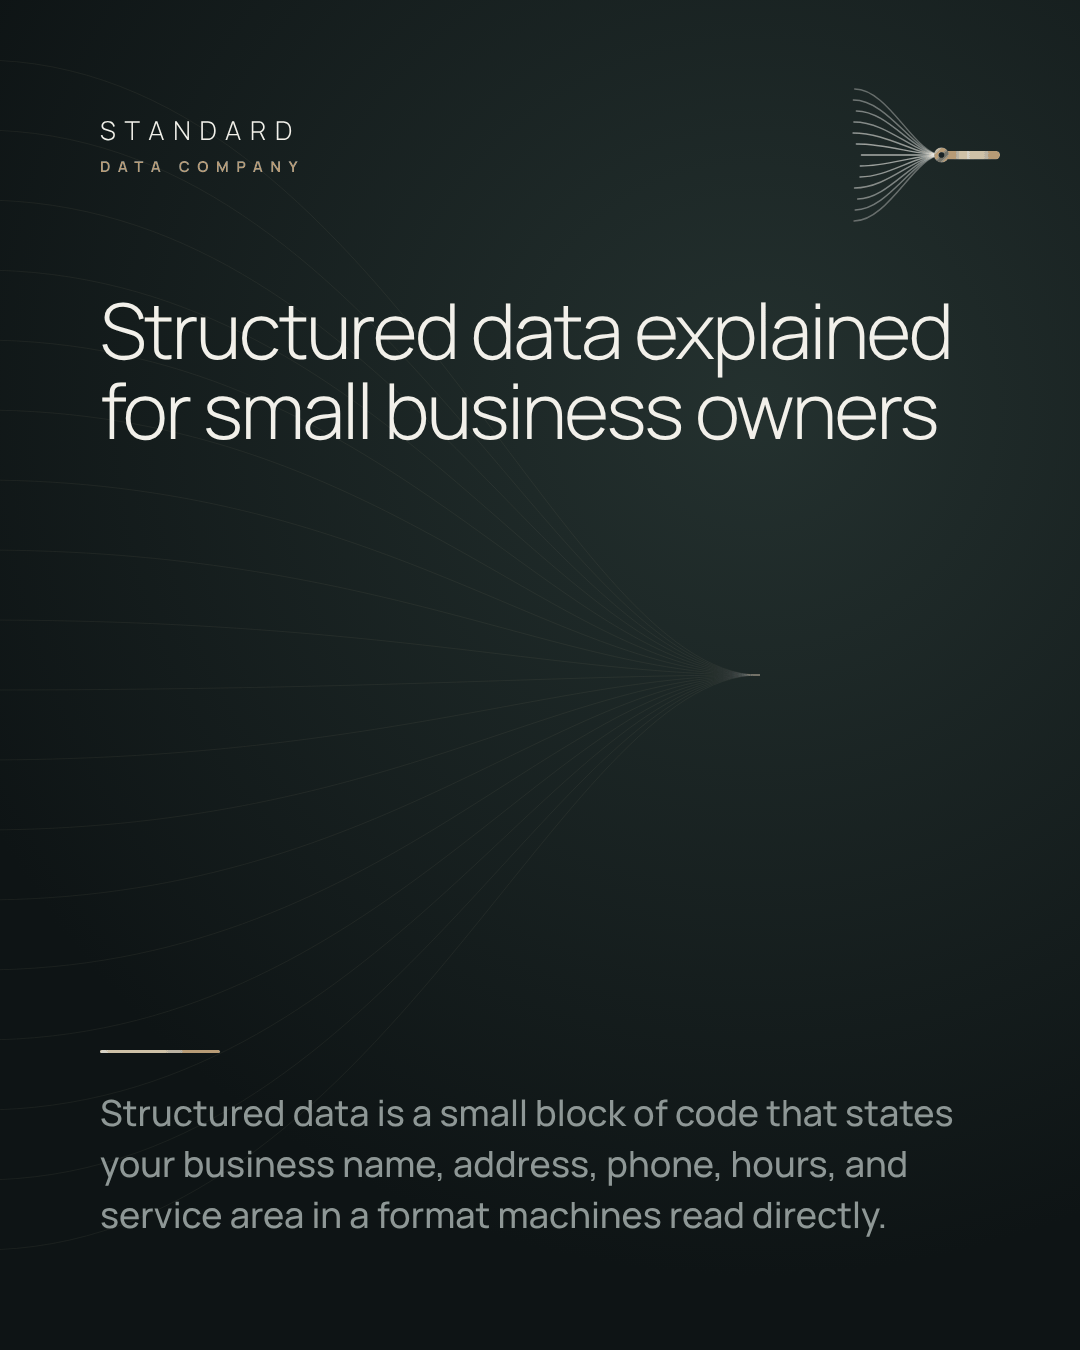 STANDARD
DATA COMPANY
Structured data explained
for small business owners
Structured data is a small block of code that states
your business name, address, phone, hours, and
service area in a format machines read directly.